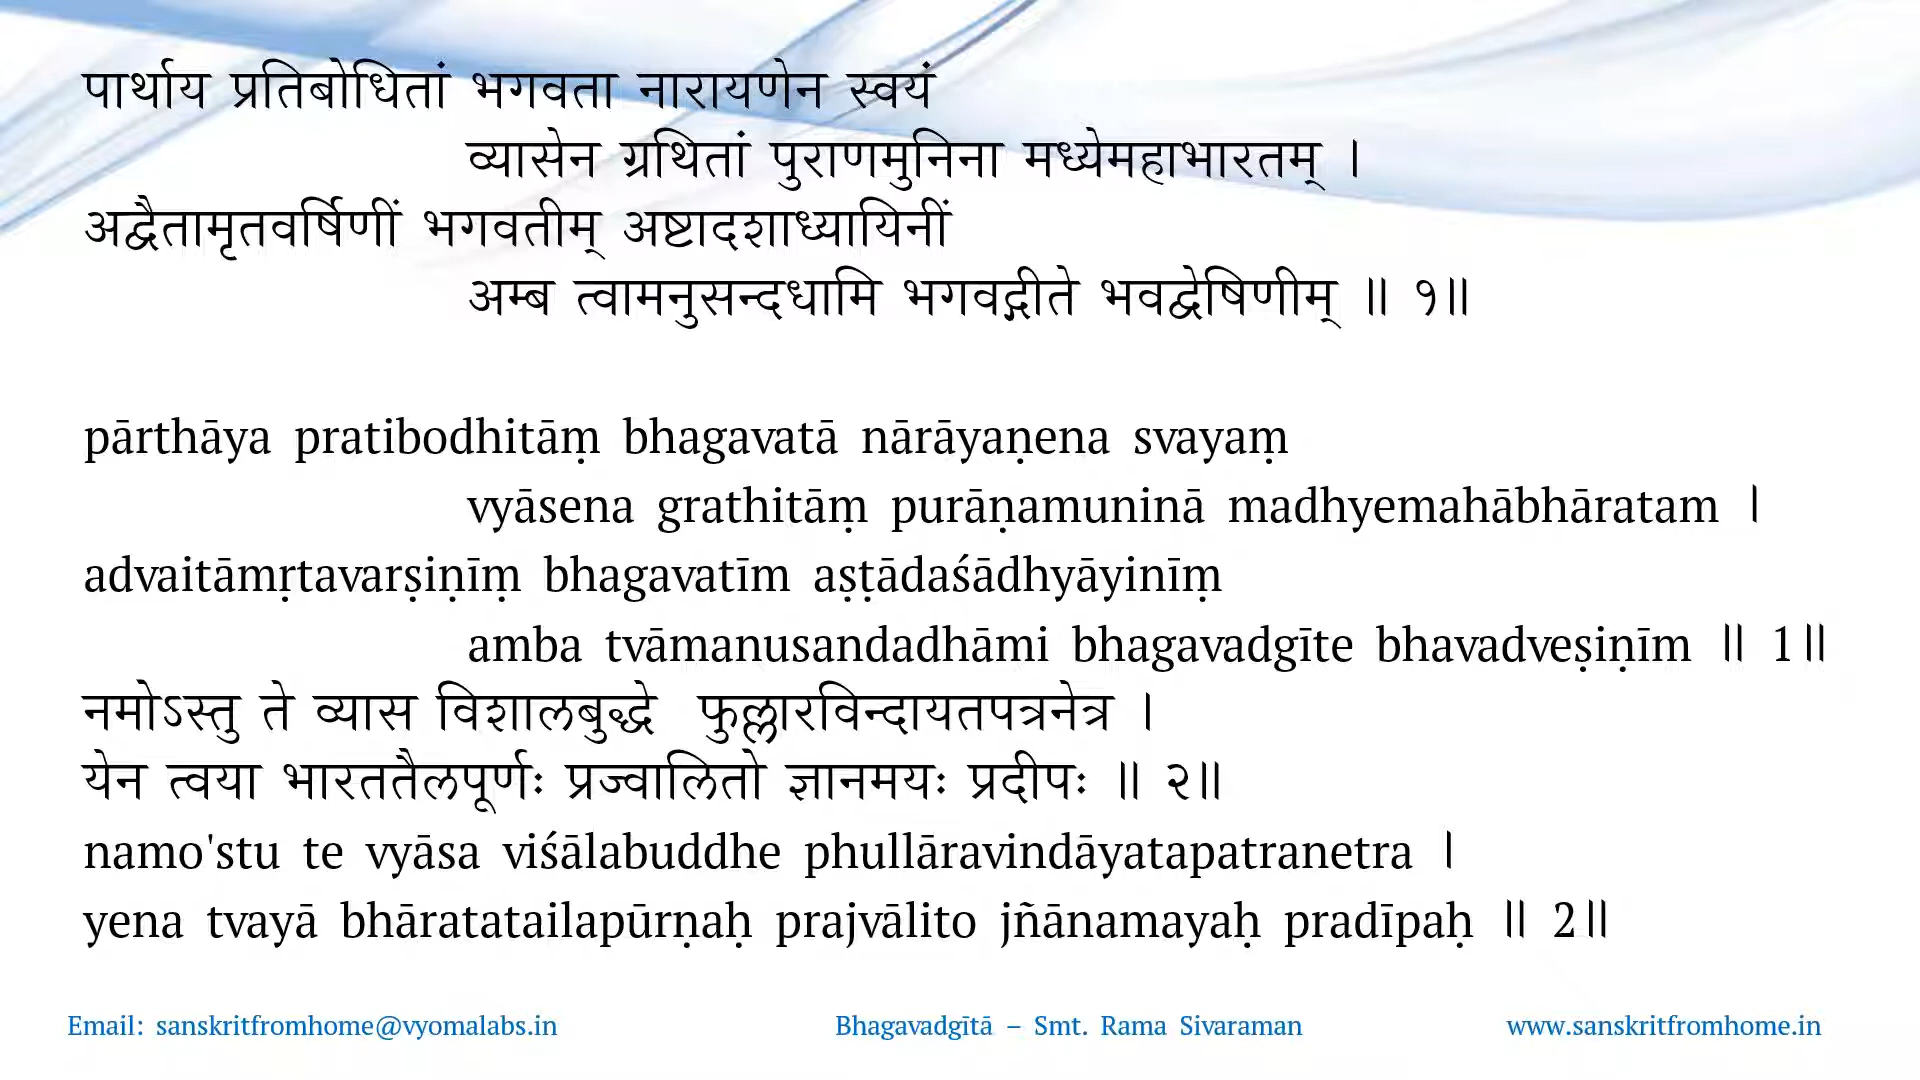 पार्थाय प्रतिबोधितां भगवता नारायणेन स्वयं
व्यासेन ग्रथितां पुराणमुनिना मध्येमहाभारतम् ।
अद्वैतामृतवर्षिणीं भगवतीम् अष्टादशाध्यायिनीं
अम्ब त्वामनुसन्दधामि भगवद्गीते भवद्वेषिणीम् ॥ १॥
pārthāya pratibodhitāṃ bhagavatā nārāyaṇena svayaṃ
vyāsena grathitāṃ purāṇamuninā madhyemahābhāratam ।
advaitāmṛtavarṣiṇīṃ bhagavatīm aṣṭādaśādhyāyinīṃ
amba tvāmanusandadhāmi bhagavadgīte bhavadveṣiṇīm ॥ 1॥
नमोऽस्तु ते व्यास विशालबुद्धे फुल्लारविन्दायतपत्रनेत्र ।
येन त्वया भारततैलपूर्णः प्रज्वालितो ज्ञानमयः प्रदीपः ॥ २॥
namo'stu te vyāsa viśālabuddhe phullāravindāyatapatranetra ।
yena tvayā bhāratatailapūrṇaḥ prajvālito jñānamayaḥ pradīpaḥ ॥ 2॥
Email: sanskritfromhome@vyomalabs.in Bhagavadgītā – Smt. Rama Sivaraman www.sanskritfromhome.in